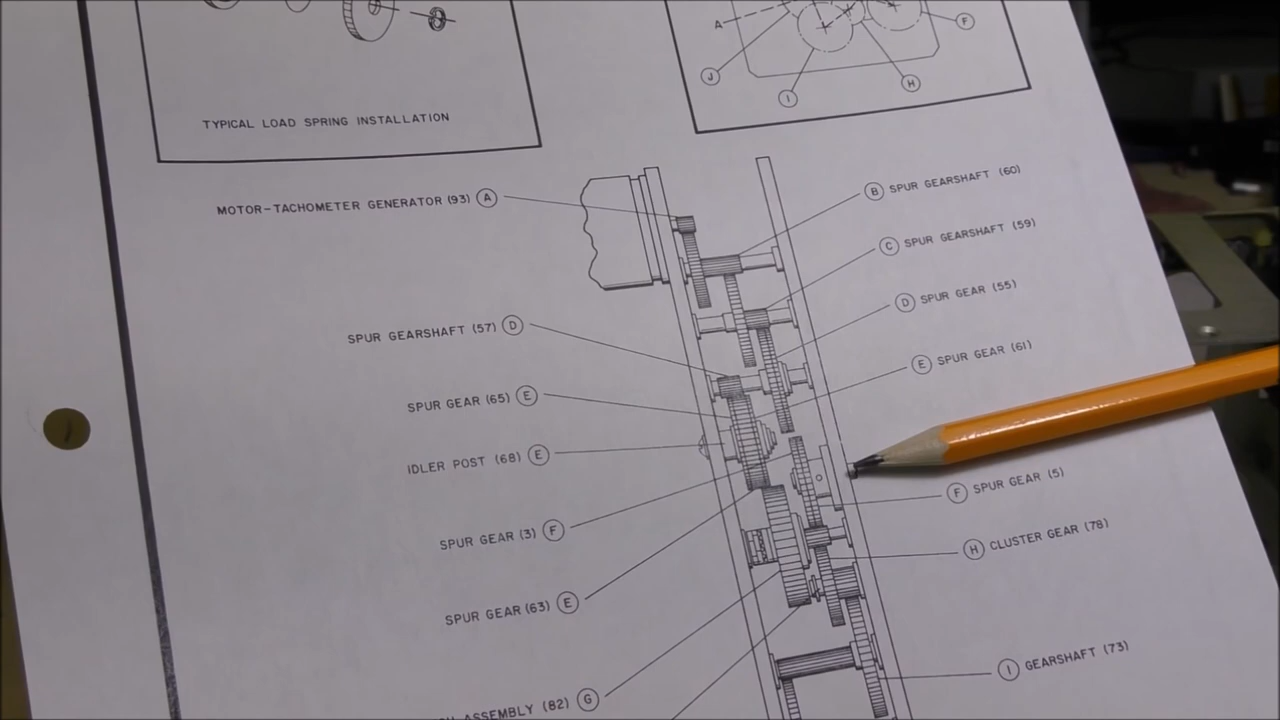 A
F
J
I
H
TYPICAL LOAD SPRING INSTALLATION
MOTOR-TACHOMETER GENERATOR (93) A
B SPUR GEARSHAFT (60)
C SPUR GEARSHAFT (59)
D SPUR GEAR (55)
SPUR GEARSHAFT (57) D
E SPUR GEAR (61)
SPUR GEAR (65) E
IDLER POST (68) E
F SPUR GEAR (5)
SPUR GEAR (3) F
H CLUSTER GEAR (78)
SPUR GEAR (63) E
I GEARSHAFT (73)
ASSEMBLY (82) G